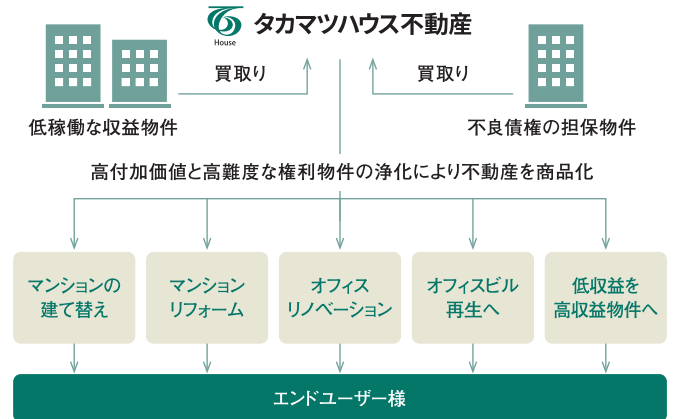 House
タカマツハウス不動産
買取り
買取り
低稼働な収益物件
不良債権の担保物件
高付加価値と高難度な権利物件の浄化により不動産を商品化
マンションの
建て替え
マンション
リフォーム
オフィス
リノベーション
オフィスビル
再生へ
低収益を
高収益物件へ
エンドユーザー様